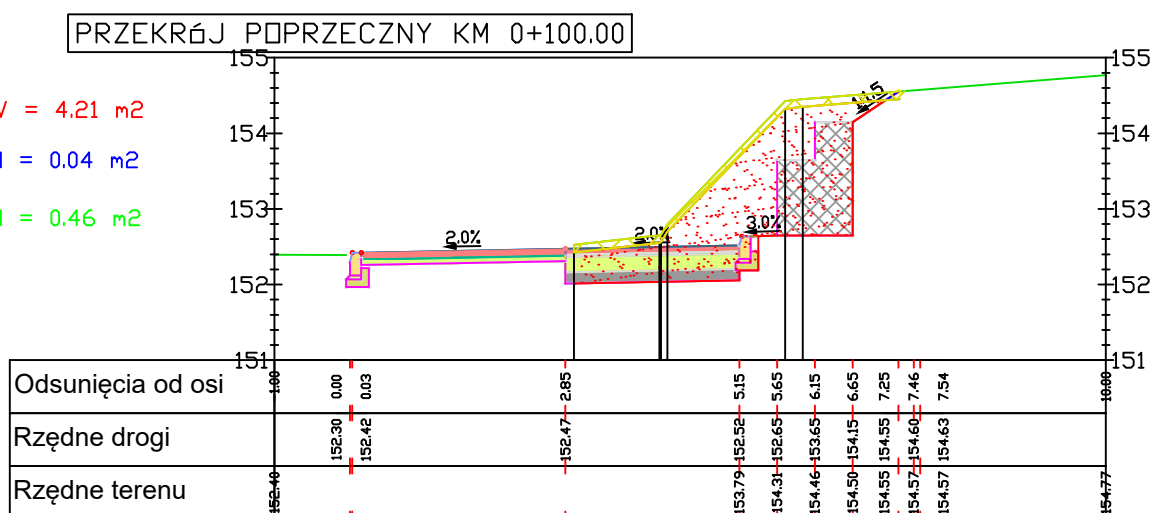 PRZEKRóJ POPRZECZNY KM 0+100.00
155 155
= 4.21 m2
154 154
= 0.04 m2
= 0.46 m2
153 153
2.0% 2.0% 3.0%
152 152
151 151
Odsunięcia od osi 1.00 0.00 0.03 2.85 5.15 5.65 6.15 6.65 7.25 7.46 7.54 10.00
Rzędne drogi 152.30 152.42 152.47 152.52 152.65 153.65 154.15 154.55 154.60 154.63
Rzędne terenu 152.40 153.79 154.31 154.46 154.50 154.55 154.57 154.57 154.77